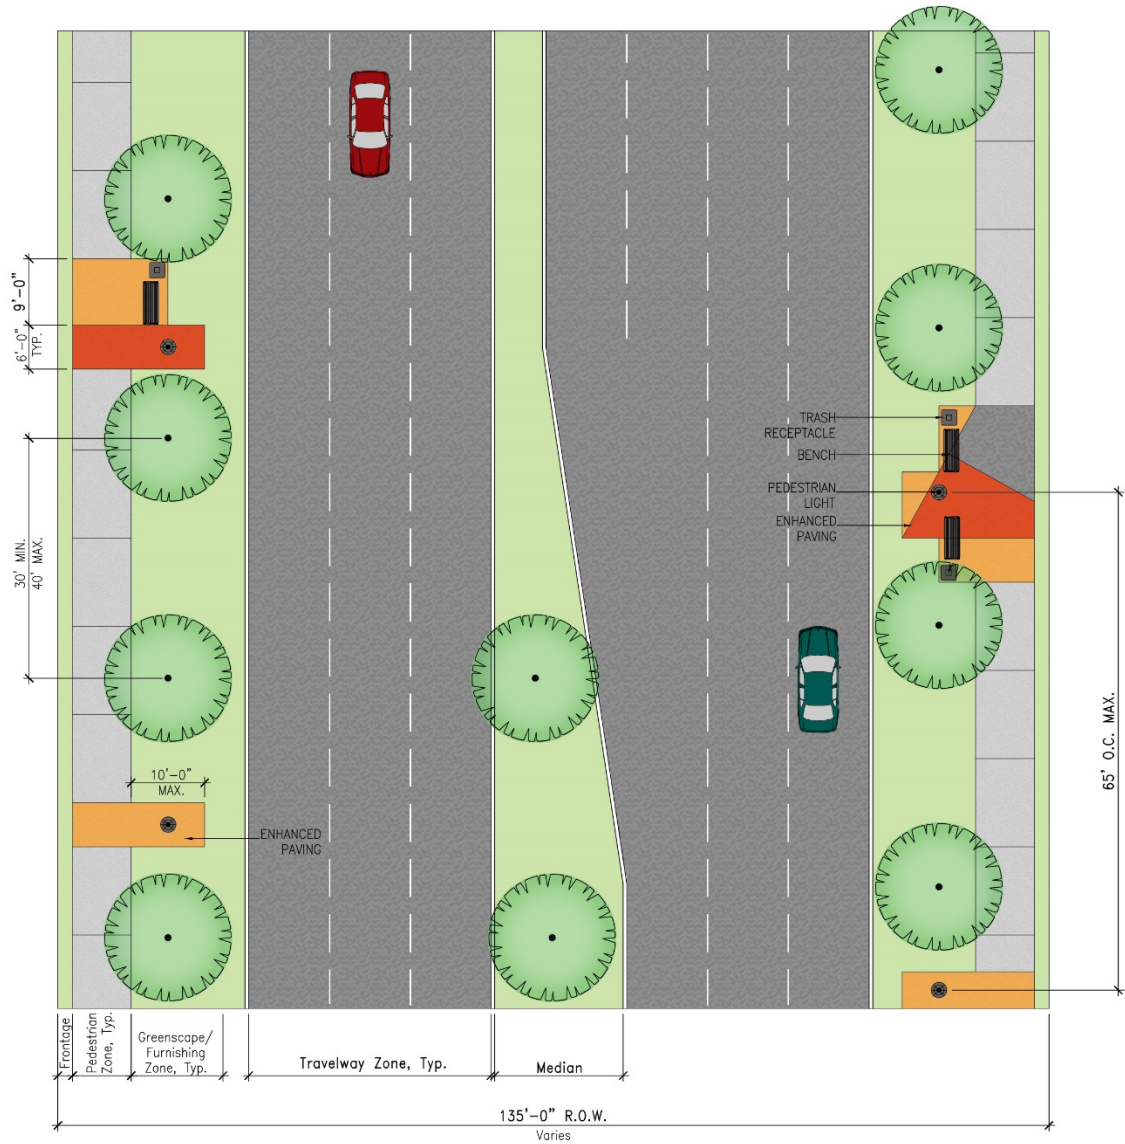 9'-0"
6'-0"
TYP.
TRASH
RECEPTACLE
BENCH
PEDESTRIAN
LIGHT
ENHANCED
PAVING
30' MIN.
40' MAX.
65' O.C. MAX.
10'-0"
MAX.
ENHANCED
PAVING
Frontage
Pedestrian
Zone, Typ.
Greenscape/
Furnishing
Zone, Typ.
Travelway Zone, Typ.
Median
135'-0" R.O.W.
Varies